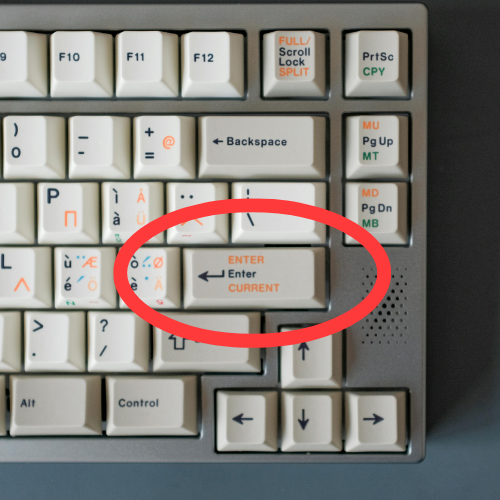 9 F10 F11 F12 FULL/ Scroll Lock SPLIT PrtSc CPY
) 0 _ - + = @ ← Backspace MU Pg Up MT
P П ì à Ä Ü ¨ | \ MD Pg Dn MB
L Л ù é Æ Ö ò è Ø Ä ENTER ↵ Enter CURRENT
> . ? / ⇧ ↑
Alt Control ← ↓ →